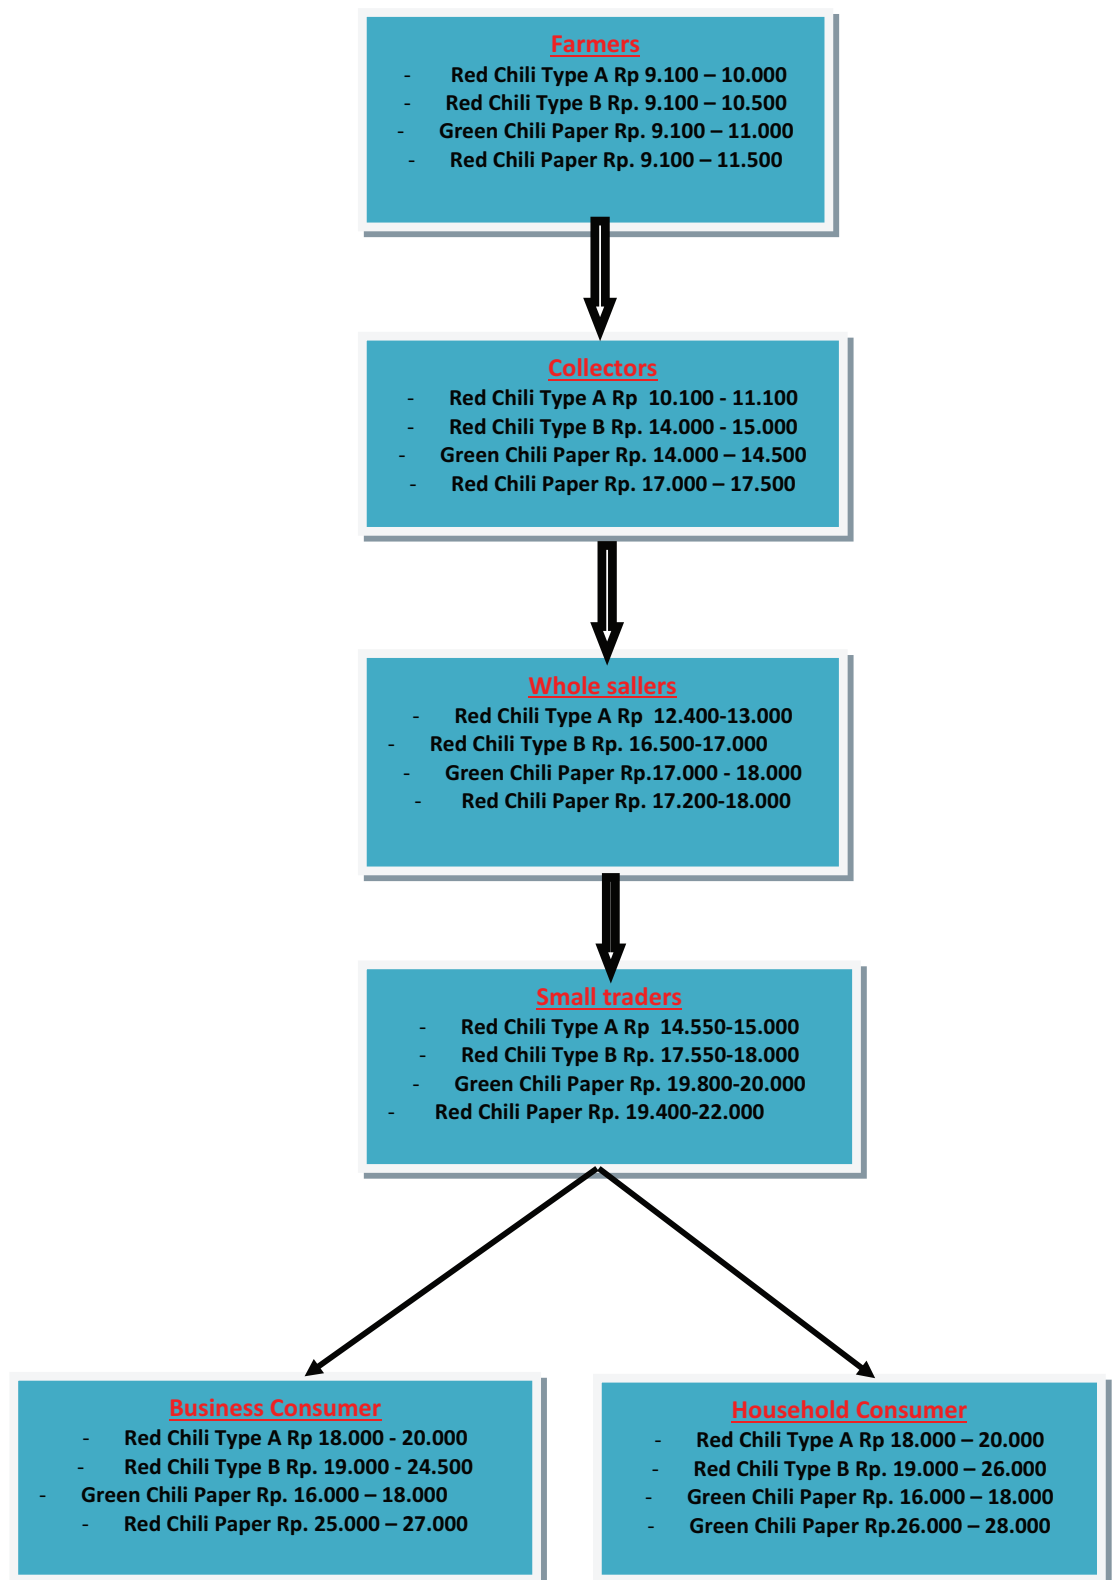 Farmers
- Red Chili Type A Rp 9.100 – 10.000
- Red Chili Type B Rp. 9.100 – 10.500
- Green Chili Paper Rp. 9.100 – 11.000
- Red Chili Paper Rp. 9.100 – 11.500
Collectors
- Red Chili Type A Rp  10.100 - 11.100
- Red Chili Type B Rp. 14.000 - 15.000
- Green Chili Paper Rp. 14.000 – 14.500
- Red Chili Paper Rp. 17.000 – 17.500
Whole sallers
- Red Chili Type A Rp  12.400-13.000
- Red Chili Type B Rp. 16.500-17.000
- Green Chili Paper Rp.17.000 - 18.000
- Red Chili Paper Rp. 17.200-18.000
Small traders
- Red Chili Type A Rp  14.550-15.000
- Red Chili Type B Rp. 17.550-18.000
- Green Chili Paper Rp. 19.800-20.000
- Red Chili Paper Rp. 19.400-22.000
Business Consumer
- Red Chili Type A Rp 18.000 - 20.000
- Red Chili Type B Rp. 19.000 - 24.500
- Green Chili Paper Rp. 16.000 – 18.000
- Red Chili Paper Rp. 25.000 – 27.000
Household Consumer
- Red Chili Type A Rp 18.000 – 20.000
- Red Chili Type B Rp. 19.000 – 26.000
- Green Chili Paper Rp. 16.000 – 18.000
- Green Chili Paper Rp.26.000 – 28.000